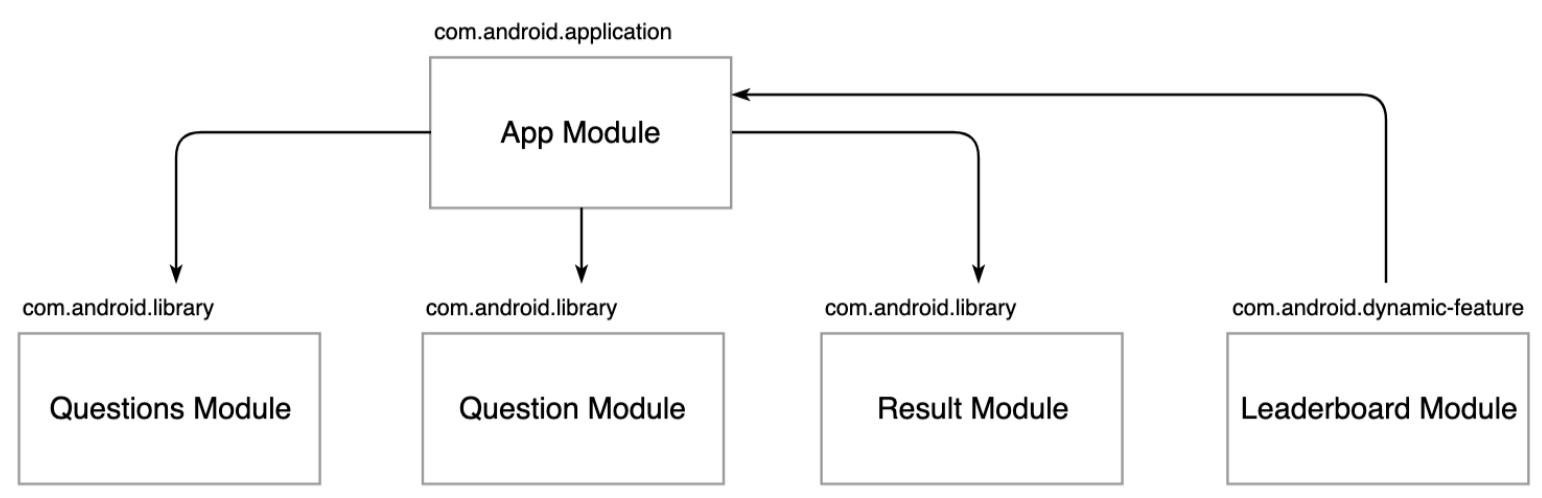 com.android.application
App Module
com.android.library
com.android.library
com.android.library
com.android.dynamic-feature
Questions Module
Question Module
Result Module
Leaderboard Module